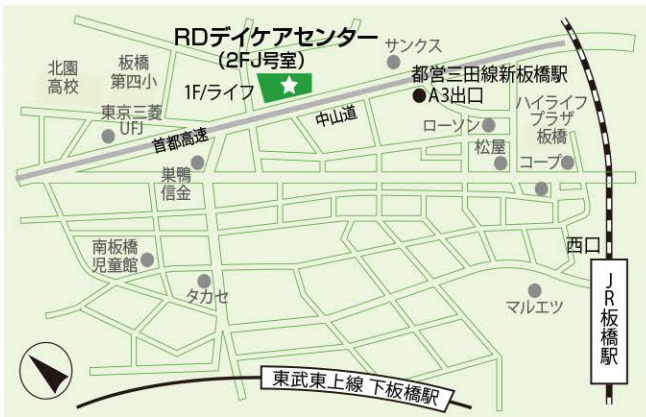 RDデイケアセンター
(2FJ号室)
サンクス
北園
高校
板橋
第四小
1F/ライフ
都営三田線新板橋駅
A3出口
東京三菱
UFJ
首都高速
中山道
ローソン
ハイライフ
プラザ
板橋
松屋
コープ
巣鴨
信金
南板橋
児童館
タカセ
西口
マルエツ
JR板橋駅
東武東上線 下板橋駅